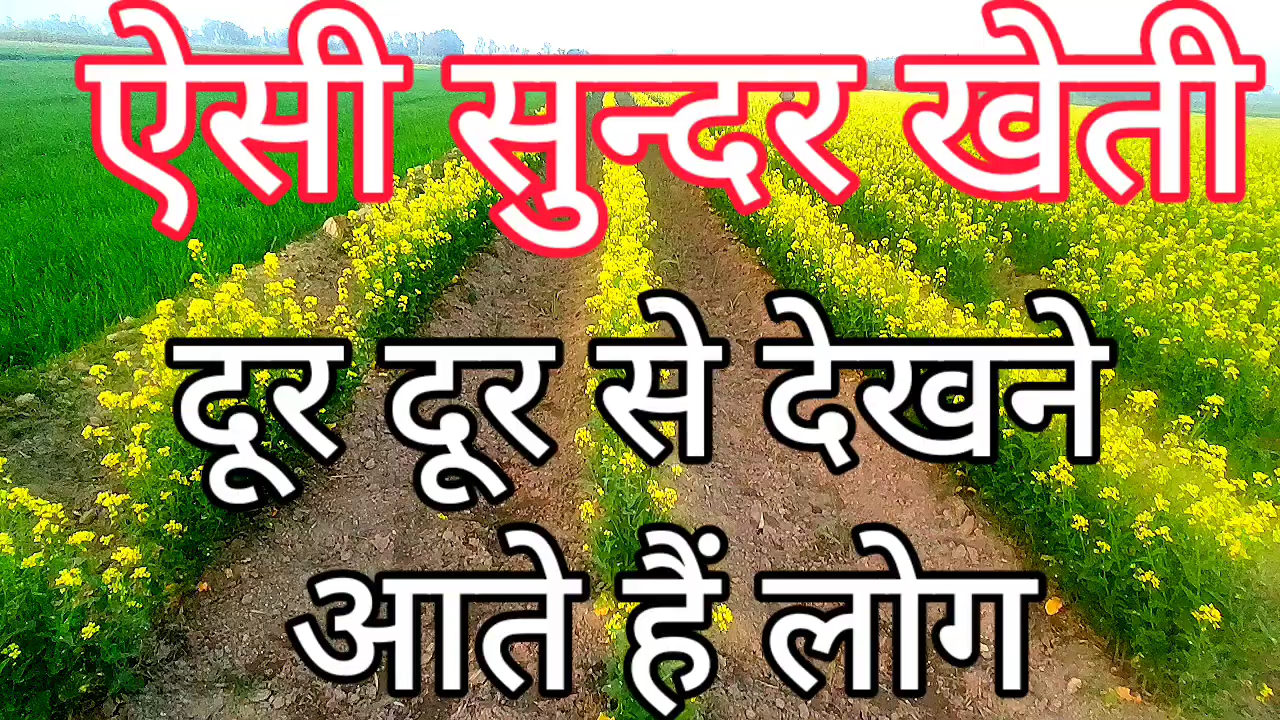 ऐसी सुन्दर खेती
दूर दूर से देखने
आते हैं लोग